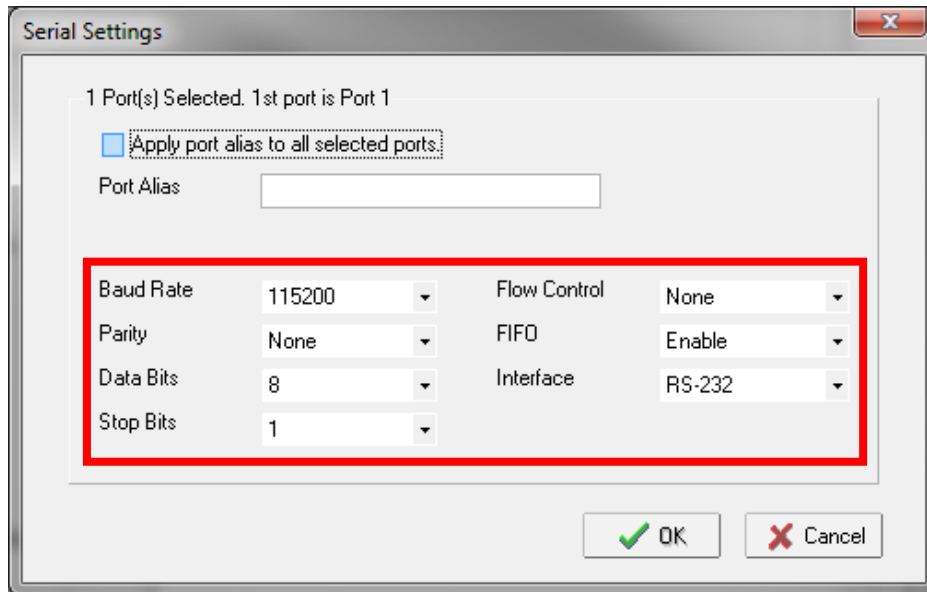 Serial Settings
1 Port(s) Selected. 1st port is Port 1
Apply port alias to all selected ports.
Port Alias
Baud Rate 115200 Flow Control None
Parity None FIFO Enable
Data Bits 8 Interface RS-232
Stop Bits 1
OK Cancel